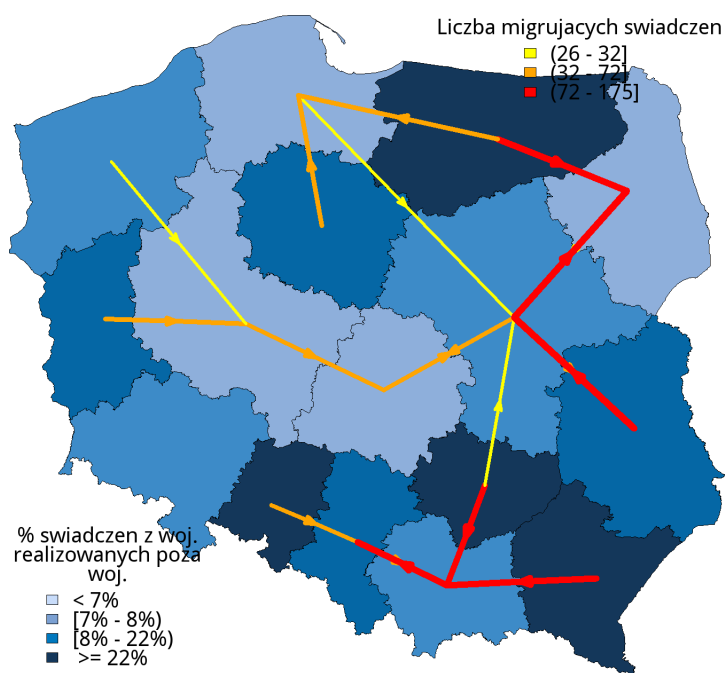 Liczba migrujacych swiadczen
(26 - 32]
(32 - 72]
(72 - 175]
% swiadczen z woj.
realizowanych poza
woj.
< 7%
[7% - 8%)
[8% - 22%)
>= 22%